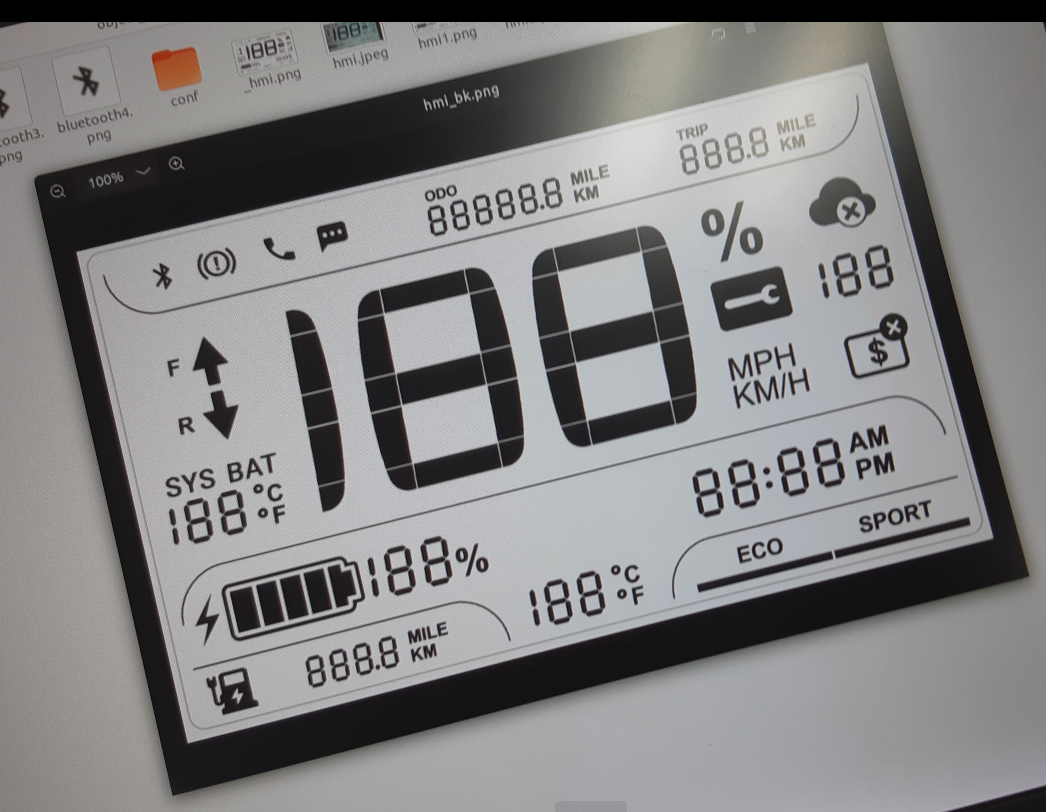 tooth3.
png
bluetooth4.
png
conf
_hmi.png
hmi.jpeg
hmi1.png
hmi_bk.png
100%
ODO
88888.8
MILE
KM
TRIP
888.8
MILE
KM
%
188
F
R
188
MPH
KM/H
$
SYS BAT
188
°C
°F
88:88
AM
PM
ECO
SPORT
188%
188
°C
°F
888.8
MILE
KM